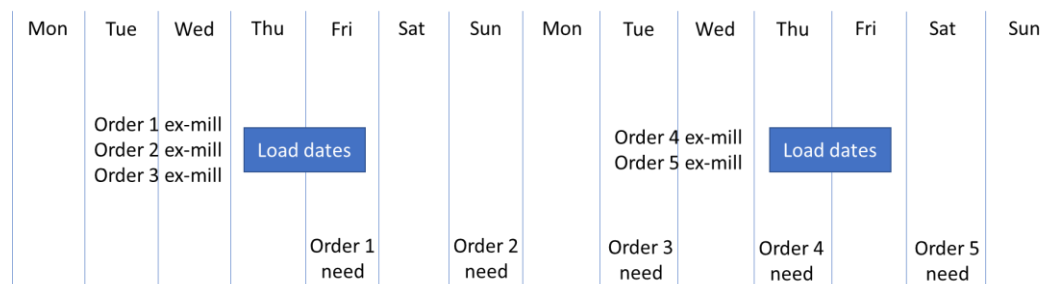 Mon Tue Wed Thu Fri Sat Sun Mon Tue Wed Thu Fri Sat Sun
Order 1 ex-mill
Order 2 ex-mill
Order 3 ex-mill
Load dates
Order 4 ex-mill
Order 5 ex-mill
Load dates
Order 1
need
Order 2
need
Order 3
need
Order 4
need
Order 5
need